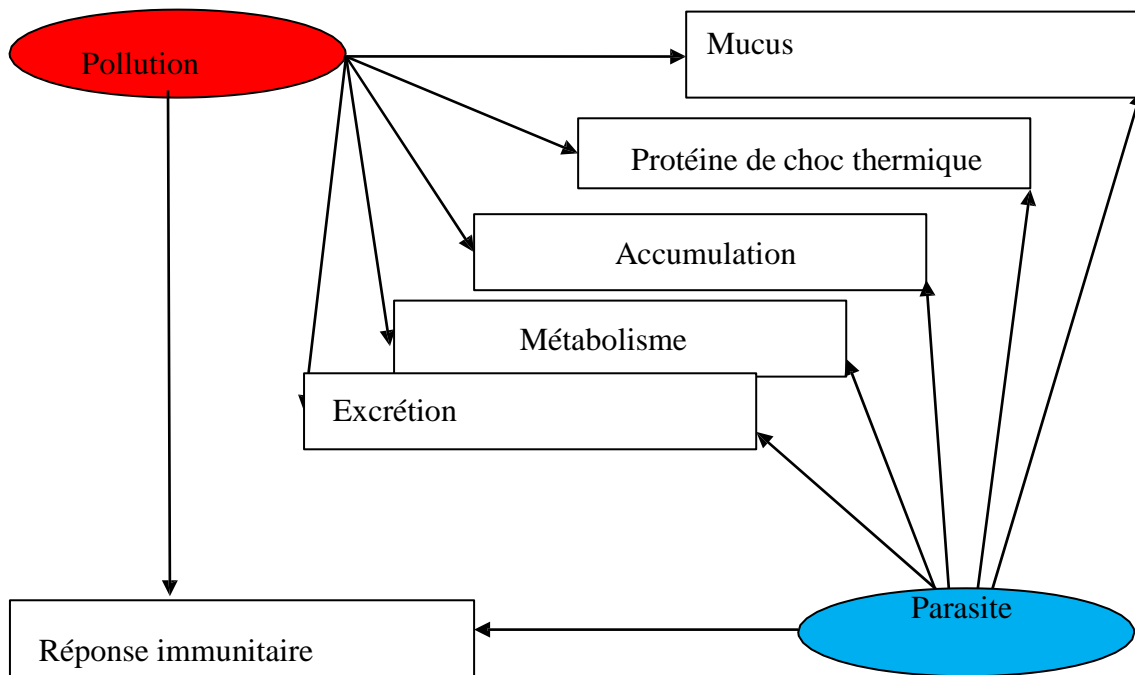 Pollution
Mucus
Protéine de choc thermique
Accumulation
Métabolisme
Excrétion
Parasite
Réponse immunitaire